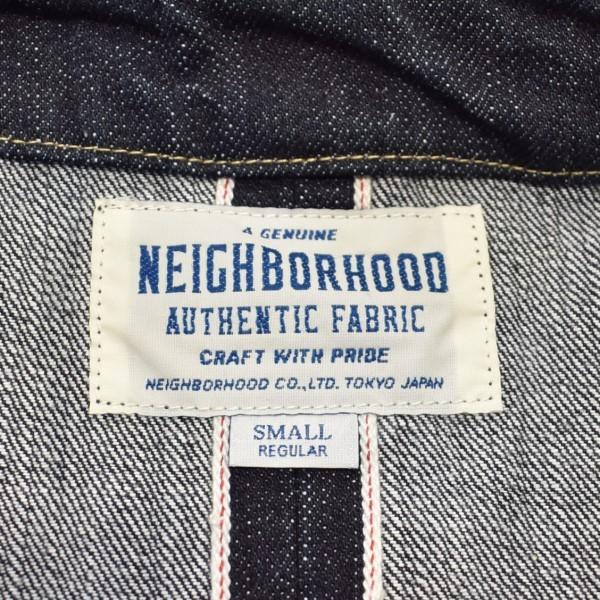 A GENUINE
NEIGHBORHOOD
AUTHENTIC FABRIC
CRAFT WITH PRIDE
NEIGHBORHOOD CO.,LTD. TOKYO JAPAN
SMALL
REGULAR